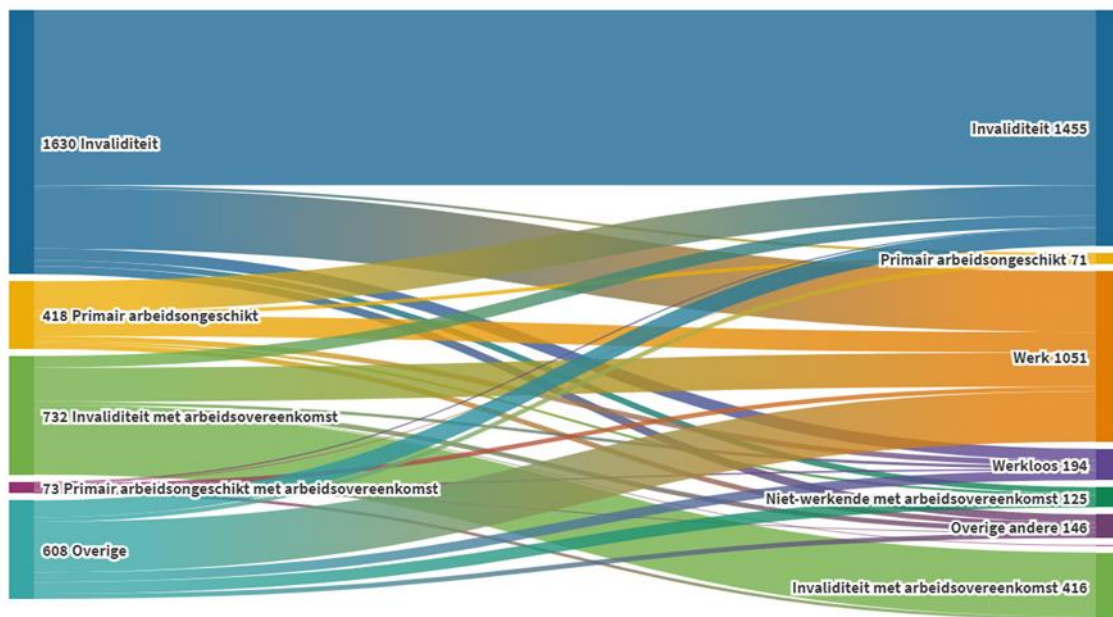 1630 Invaliditeit
418 Primair arbeidsongeschikt
732 Invaliditeit met arbeidsovereenkomst
73 Primair arbeidsongeschikt met arbeidsovereenkomst
608 Overige
Invaliditeit 1455
Primair arbeidsongeschikt 71
Werk 1051
Werkloos 194
Niet-werkende met arbeidsovereenkomst 125
Overige andere 146
Invaliditeit met arbeidsovereenkomst 416